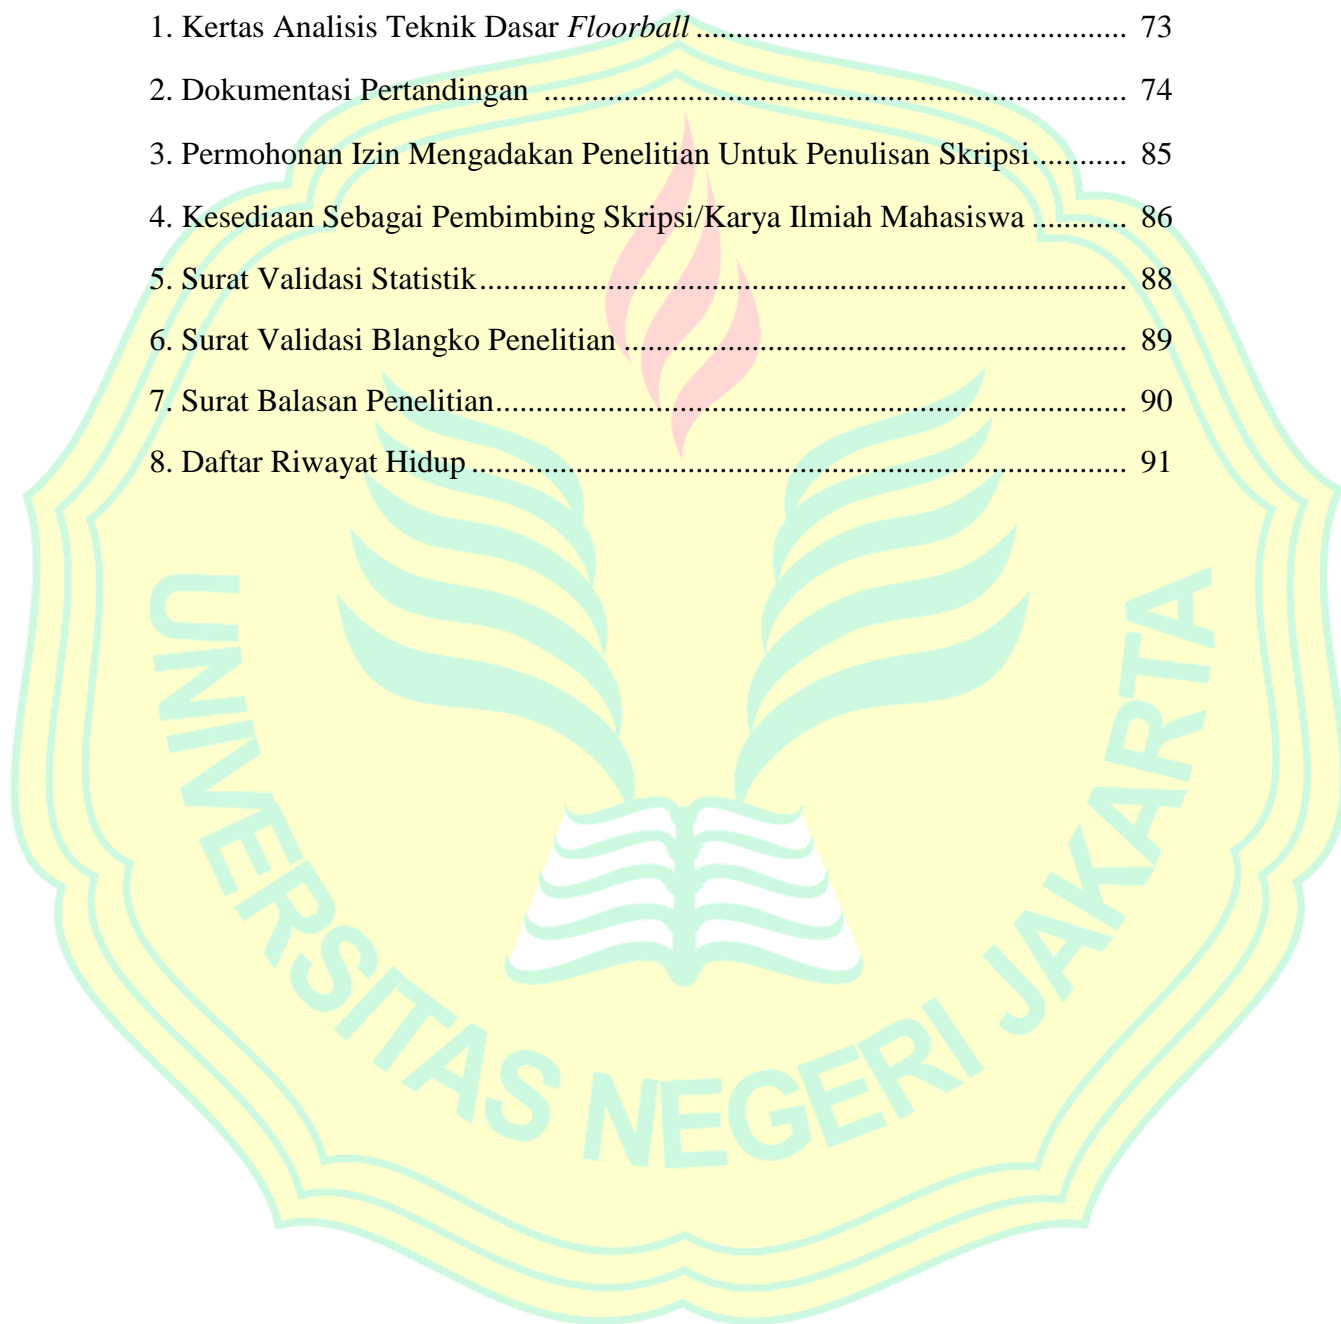 1. Kertas Analisis Teknik Dasar Floorball ..................................................... 73
2. Dokumentasi Pertandingan ........................................................................ 74
3. Permohonan Izin Mengadakan Penelitian Untuk Penulisan Skripsi............ 85
4. Kesediaan Sebagai Pembimbing Skripsi/Karya Ilmiah Mahasiswa ............ 86
5. Surat Validasi Statistik................................................................................ 88
6. Surat Validasi Blangko Penelitian .............................................................. 89
7. Surat Balasan Penelitian.............................................................................. 90
8. Daftar Riwayat Hidup ................................................................................. 91
UNIVERSITAS NEGERI JAKARTA